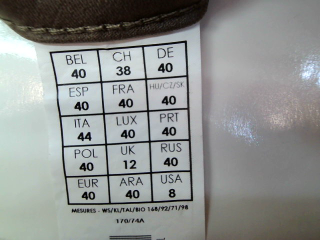 BEL CH DE
40 38 40
ESP FRA HU/CZ/SK
40 40 40
ITA LUX PRT
44 40 40
POL UK RUS
40 12 40
EUR ARA USA
40 40 8
MESURES - WS/KL/TAL/BIO 168/92/71/98
170/74A